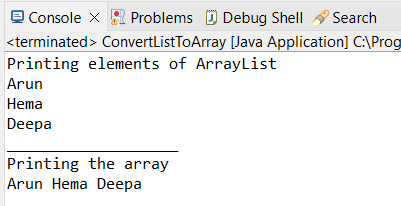 Console Problems Debug Shell Search
<terminated> ConvertListToArray [Java Application] C:\Prog
Printing elements of ArrayList
Arun
Hema
Deepa
___________________
Printing the array
Arun Hema Deepa